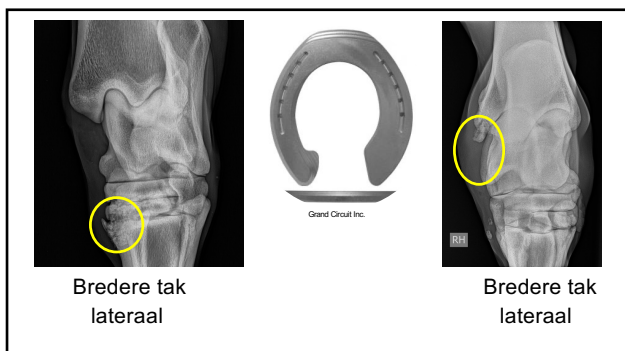 Grand Circuit Inc.
RH
Bredere tak
lateraal
Bredere tak
lateraal